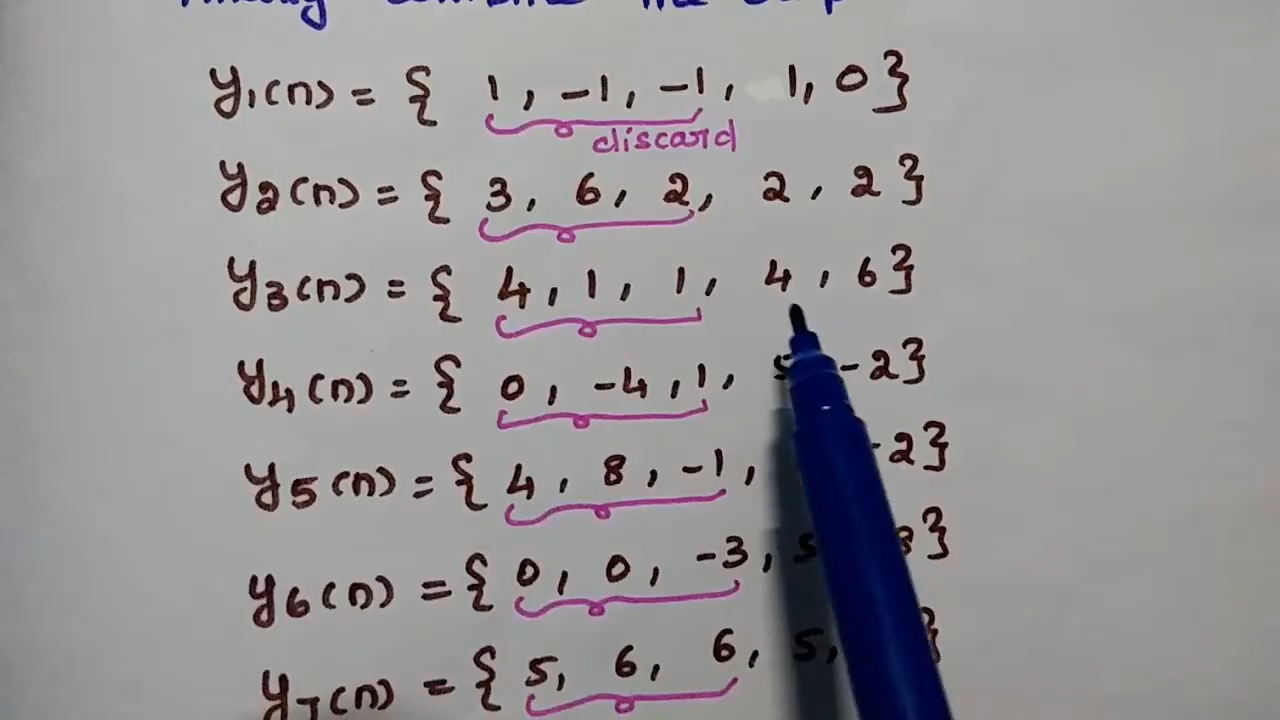 y1(n) = { 1, -1, -1, 1, 0}
discard
y2(n) = { 3, 6, 2, 2, 2}
y3(n) = { 4, 1, 1, 4, 6}
y4(n) = { 0, -4, 1, -2}
y5(n) = { 4, 8, -1, -2}
y6(n) = { 0, 0, -3, }
y7(n) = { 5, 6, 6, 5, }